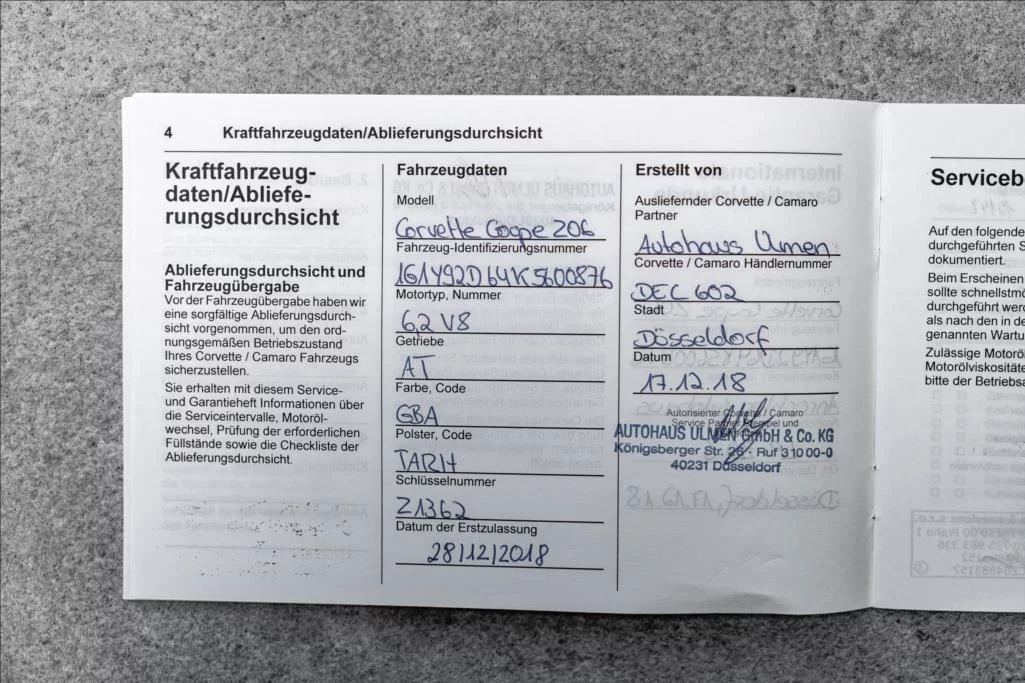 4 Kraftfahrzeugdaten/Ablieferungsdurchsicht
Kraftfahrzeug-
daten/Abliefe-
rungsdurchsicht
Ablieferungsdurchsicht und
Fahrzeugübergabe
Vor der Fahrzeugübergabe haben wir
eine sorgfältige Ablieferungsdurch-
sicht vorgenommen, um den ord-
nungsgemäßen Betriebszustand
Ihres Corvette / Camaro Fahrzeugs
sicherzustellen.
Sie erhalten mit diesem Service-
und Garantieheft Informationen über
die Serviceintervalle, Motoröl-
wechsel, Prüfung der erforderlichen
Füllstände sowie die Checkliste der
Ablieferungsdurchsicht.
Fahrzeugdaten
Modell
Corvette Coupe Z06
Fahrzeug-Identifizierungsnummer
1G1Y92D64K5600876
Motortyp, Nummer
6,2 V8
Getriebe
AT
Farbe, Code
GBA
Polster, Code
TARH
Schlüsselnummer
Z1362
Datum der Erstzulassung
28/12/2018
Erstellt von
Ausliefernder Corvette / Camaro
Partner
Autohaus Ulmen
Corvette / Camaro Händlernummer
DEC 602
Stadt
Düsseldorf
Datum
17.12.18
Autorisierter Corvette / Camaro
Service Partner Stempel und
AUTOHAUS ULMEN GmbH & Co. KG
Königsberger Str. 26 · Ruf 3 10 00-0
40231 Düsseldorf
Serviceb
Auf den folgende
durchgeführten S
dokumentiert.
Beim Erscheinen
sollte schnellstmö
durchgeführt werd
als nach den in de
genannten Wartu
Zulässige Motorö
Motorölviskosität
bitte der Betriebsa